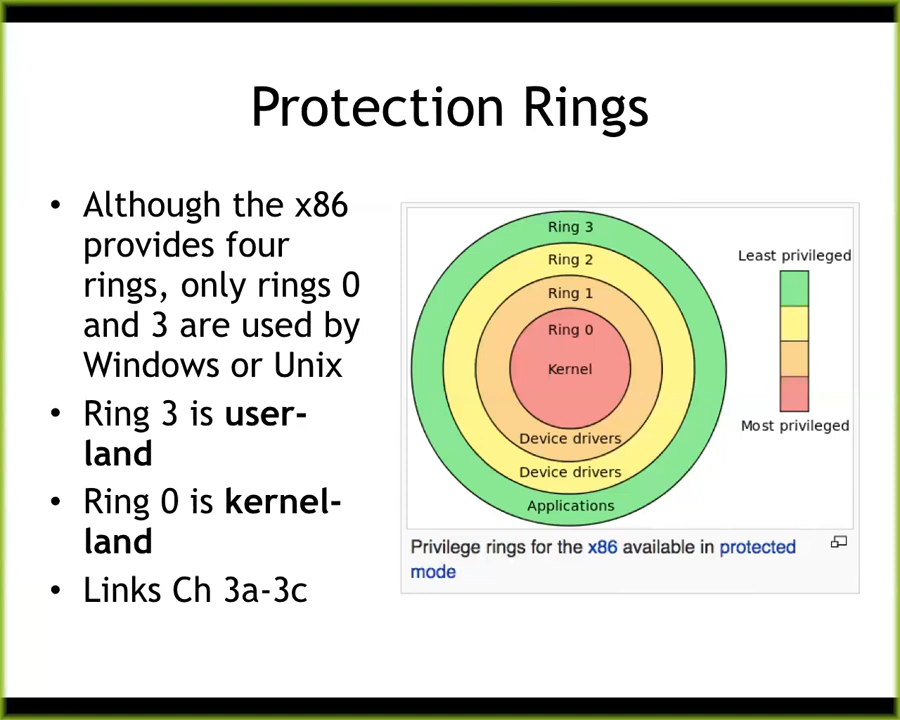 Protection Rings
• Although the x86
provides four
rings, only rings 0
and 3 are used by
Windows or Unix
• Ring 3 is user-
land
• Ring 0 is kernel-
land
• Links Ch 3a-3c
Ring 3
Ring 2
Ring 1
Ring 0
Kernel
Device drivers
Device drivers
Applications
Least privileged
Most privileged
Privilege rings for the x86 available in protected
mode